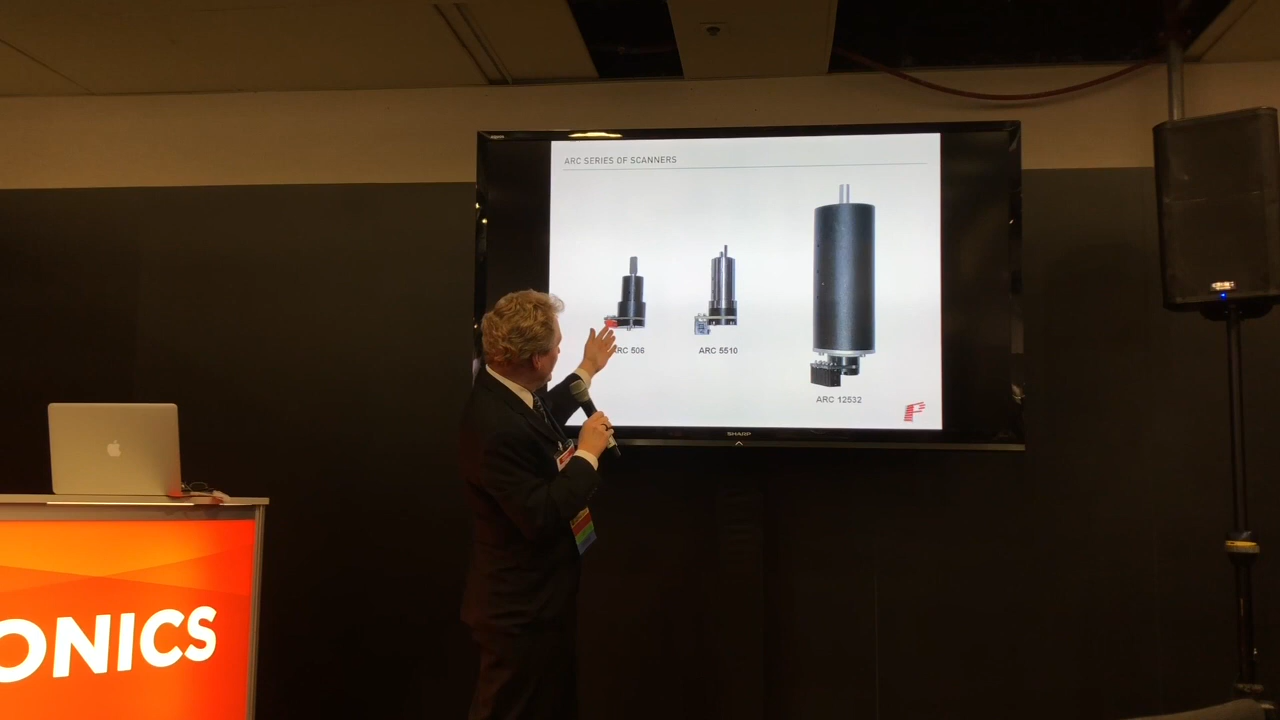 ARC SERIES OF SCANNERS
ARC 506
ARC 5510
ARC 12532
SHARP
ONICS